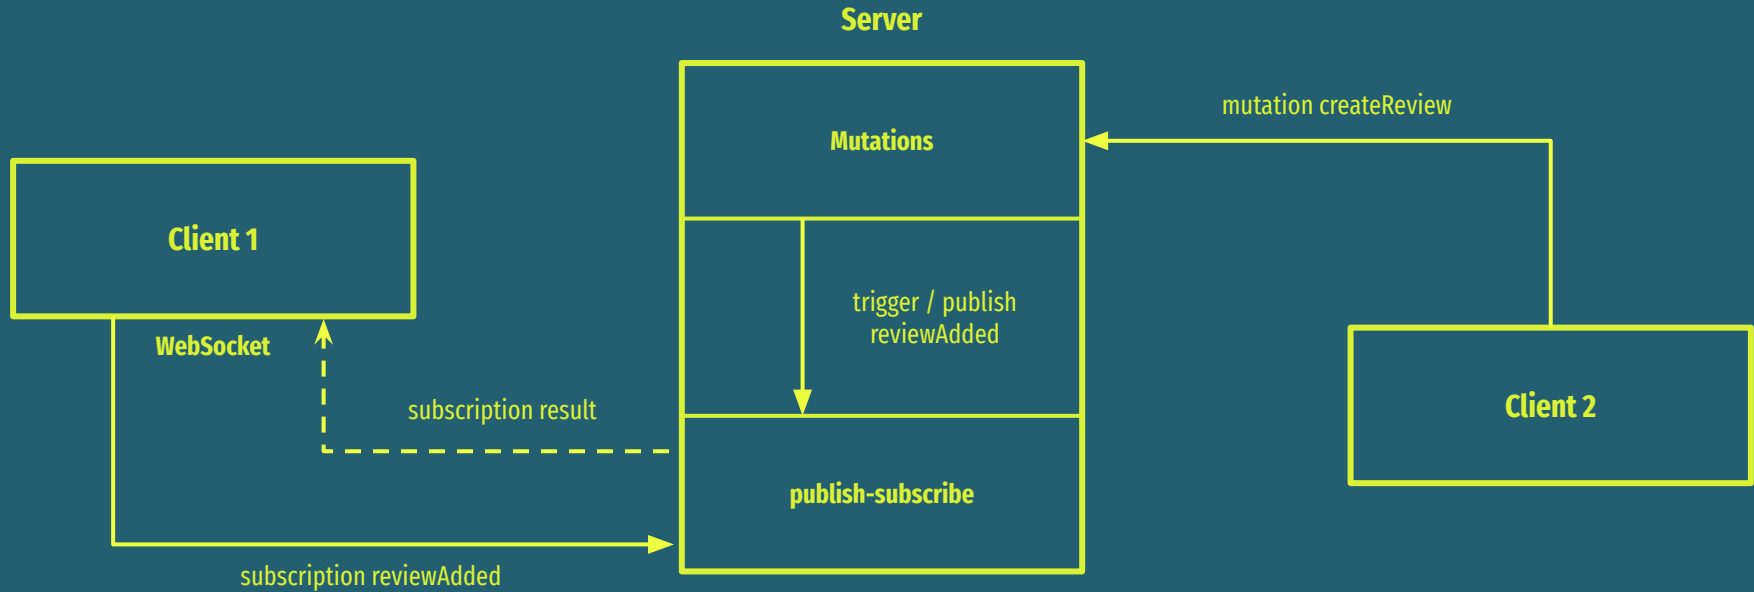 Server
Mutations
mutation createReview
Client 1
WebSocket
trigger / publish
reviewAdded
subscription result
Client 2
publish-subscribe
subscription reviewAdded